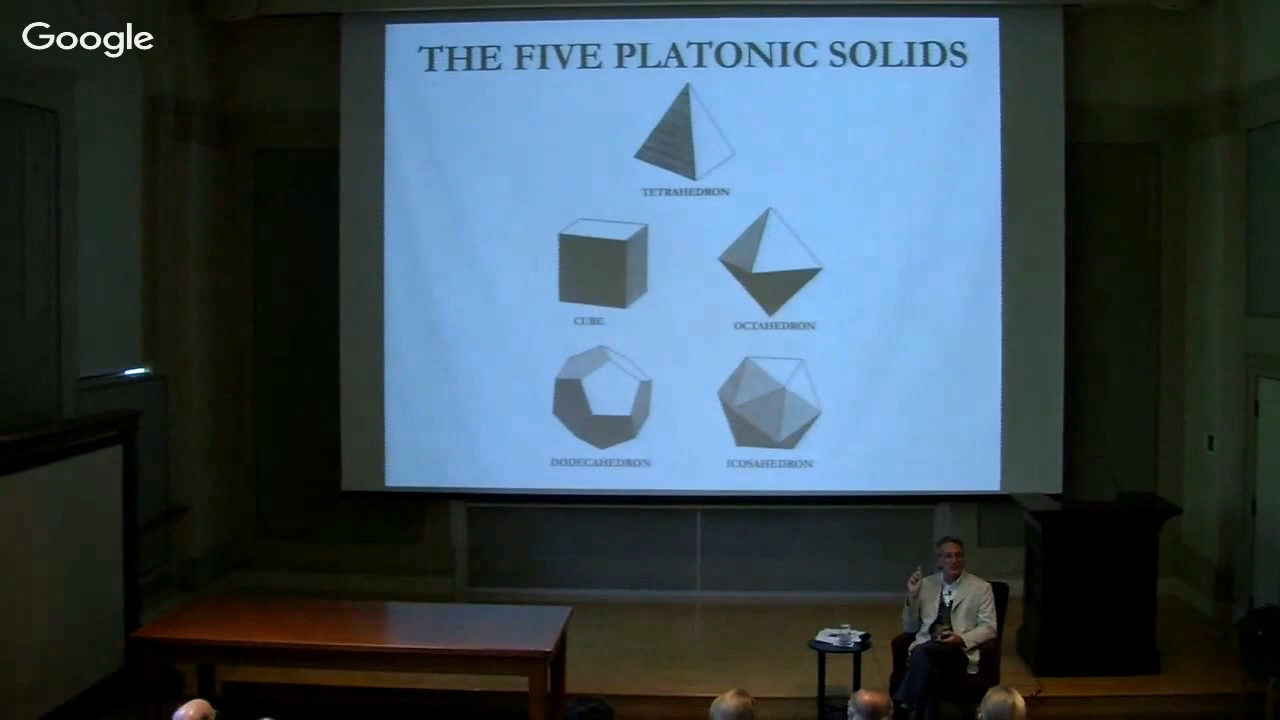 Google
THE FIVE PLATONIC SOLIDS
TETRAHEDRON
CUBE
OCTAHEDRON
DODECAHEDRON
ICOSAHEDRON